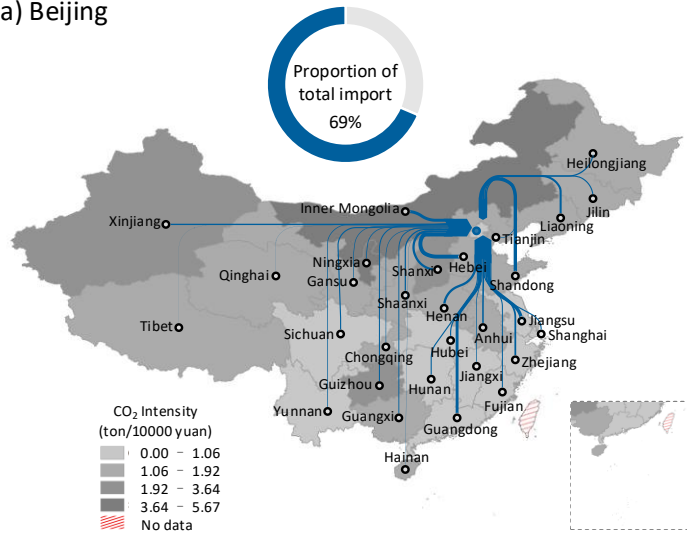 a) Beijing
Proportion of
total import
69%
Heilongjiang
Jilin
Liaoning
Inner Mongolia
Xinjiang
Tianjin
Ningxia
Shanxi
Hebei
Qinghai
Gansu
Shandong
Shaanxi
Henan
Jiangsu
Tibet
Sichuan
Anhui
Shanghai
Chongqing
Hubei
Zhejiang
Jiangxi
Guizhou
Hunan
Yunnan
Guangxi
Fujian
Guangdong
Hainan
CO₂ Intensity
(ton/10000 yuan)
0.00 - 1.06
1.06 - 1.92
1.92 - 3.64
3.64 - 5.67
No data